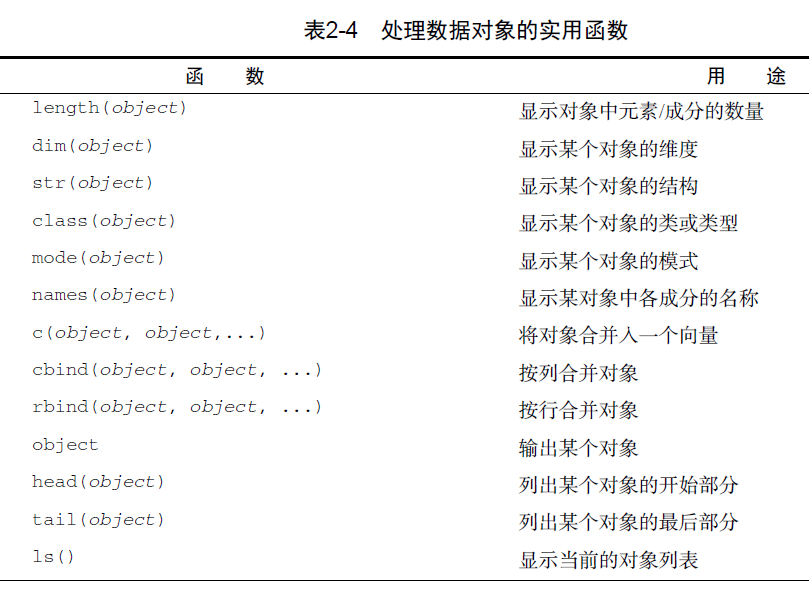 表2-4 处理数据对象的实用函数
函 数 用 途
length(object) 显示对象中元素/成分的数量
dim(object) 显示某个对象的维度
str(object) 显示某个对象的结构
class(object) 显示某个对象的类或类型
mode(object) 显示某个对象的模式
names(object) 显示某对象中各成分的名称
c(object, object,...) 将对象合并入一个向量
cbind(object, object, ...) 按列合并对象
rbind(object, object, ...) 按行合并对象
object 输出某个对象
head(object) 列出某个对象的开始部分
tail(object) 列出某个对象的最后部分
ls() 显示当前的对象列表